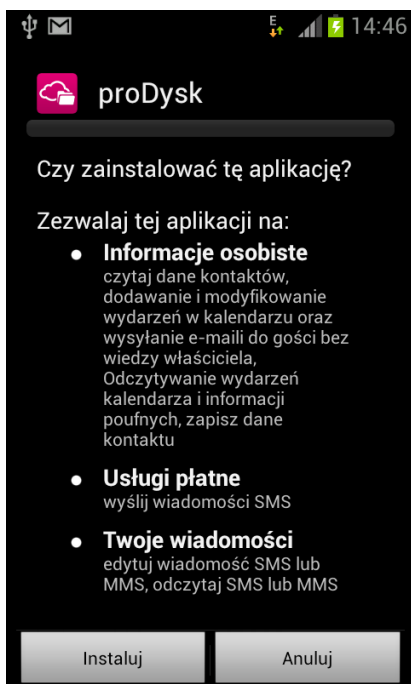 E 14:46
proDysk
Czy zainstalować tę aplikację?
Zezwalaj tej aplikacji na:
● Informacje osobiste
czytaj dane kontaktów,
dodawanie i modyfikowanie
wydarzeń w kalendarzu oraz
wysyłanie e-maili do gości bez
wiedzy właściciela,
Odczytywanie wydarzeń
kalendarza i informacji
poufnych, zapisz dane
kontaktu
● Usługi płatne
wyślij wiadomości SMS
● Twoje wiadomości
edytuj wiadomość SMS lub
MMS, odczytaj SMS lub MMS
Instaluj Anuluj